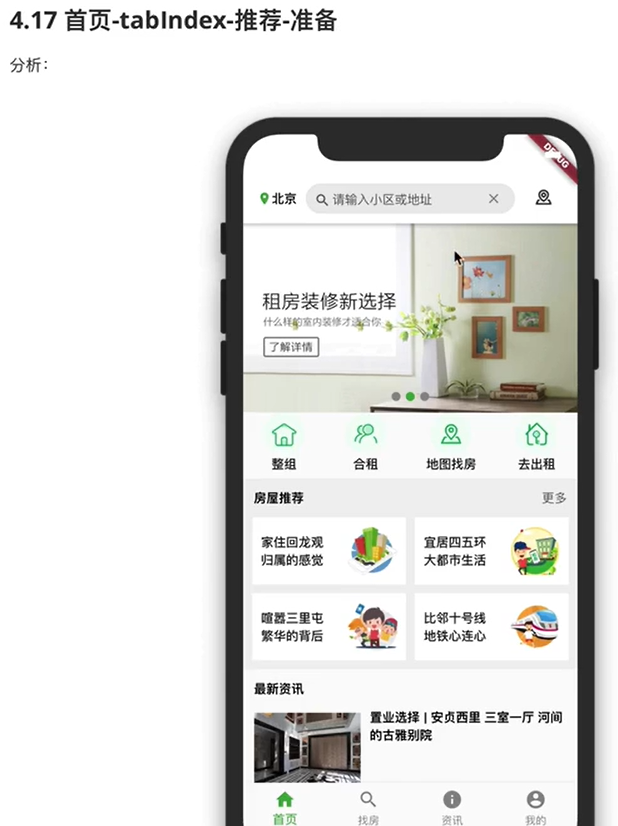 4.17 首页-tabIndex-推荐-准备
分析：
DEBUG
北京
请输入小区或地址
租房装修新选择
什么样的室内装修才适合你
了解详情
整组 合租 地图找房 去出租
房屋推荐 更多
家住回龙观 宜居四五环
归属的感觉 大都市生活
喧嚣三里屯 比邻十号线
繁华的背后 地铁心连心
最新资讯
置业选择 | 安贞西里 三室一厅 河间
的古雅别院
首页 找房 资讯 我的